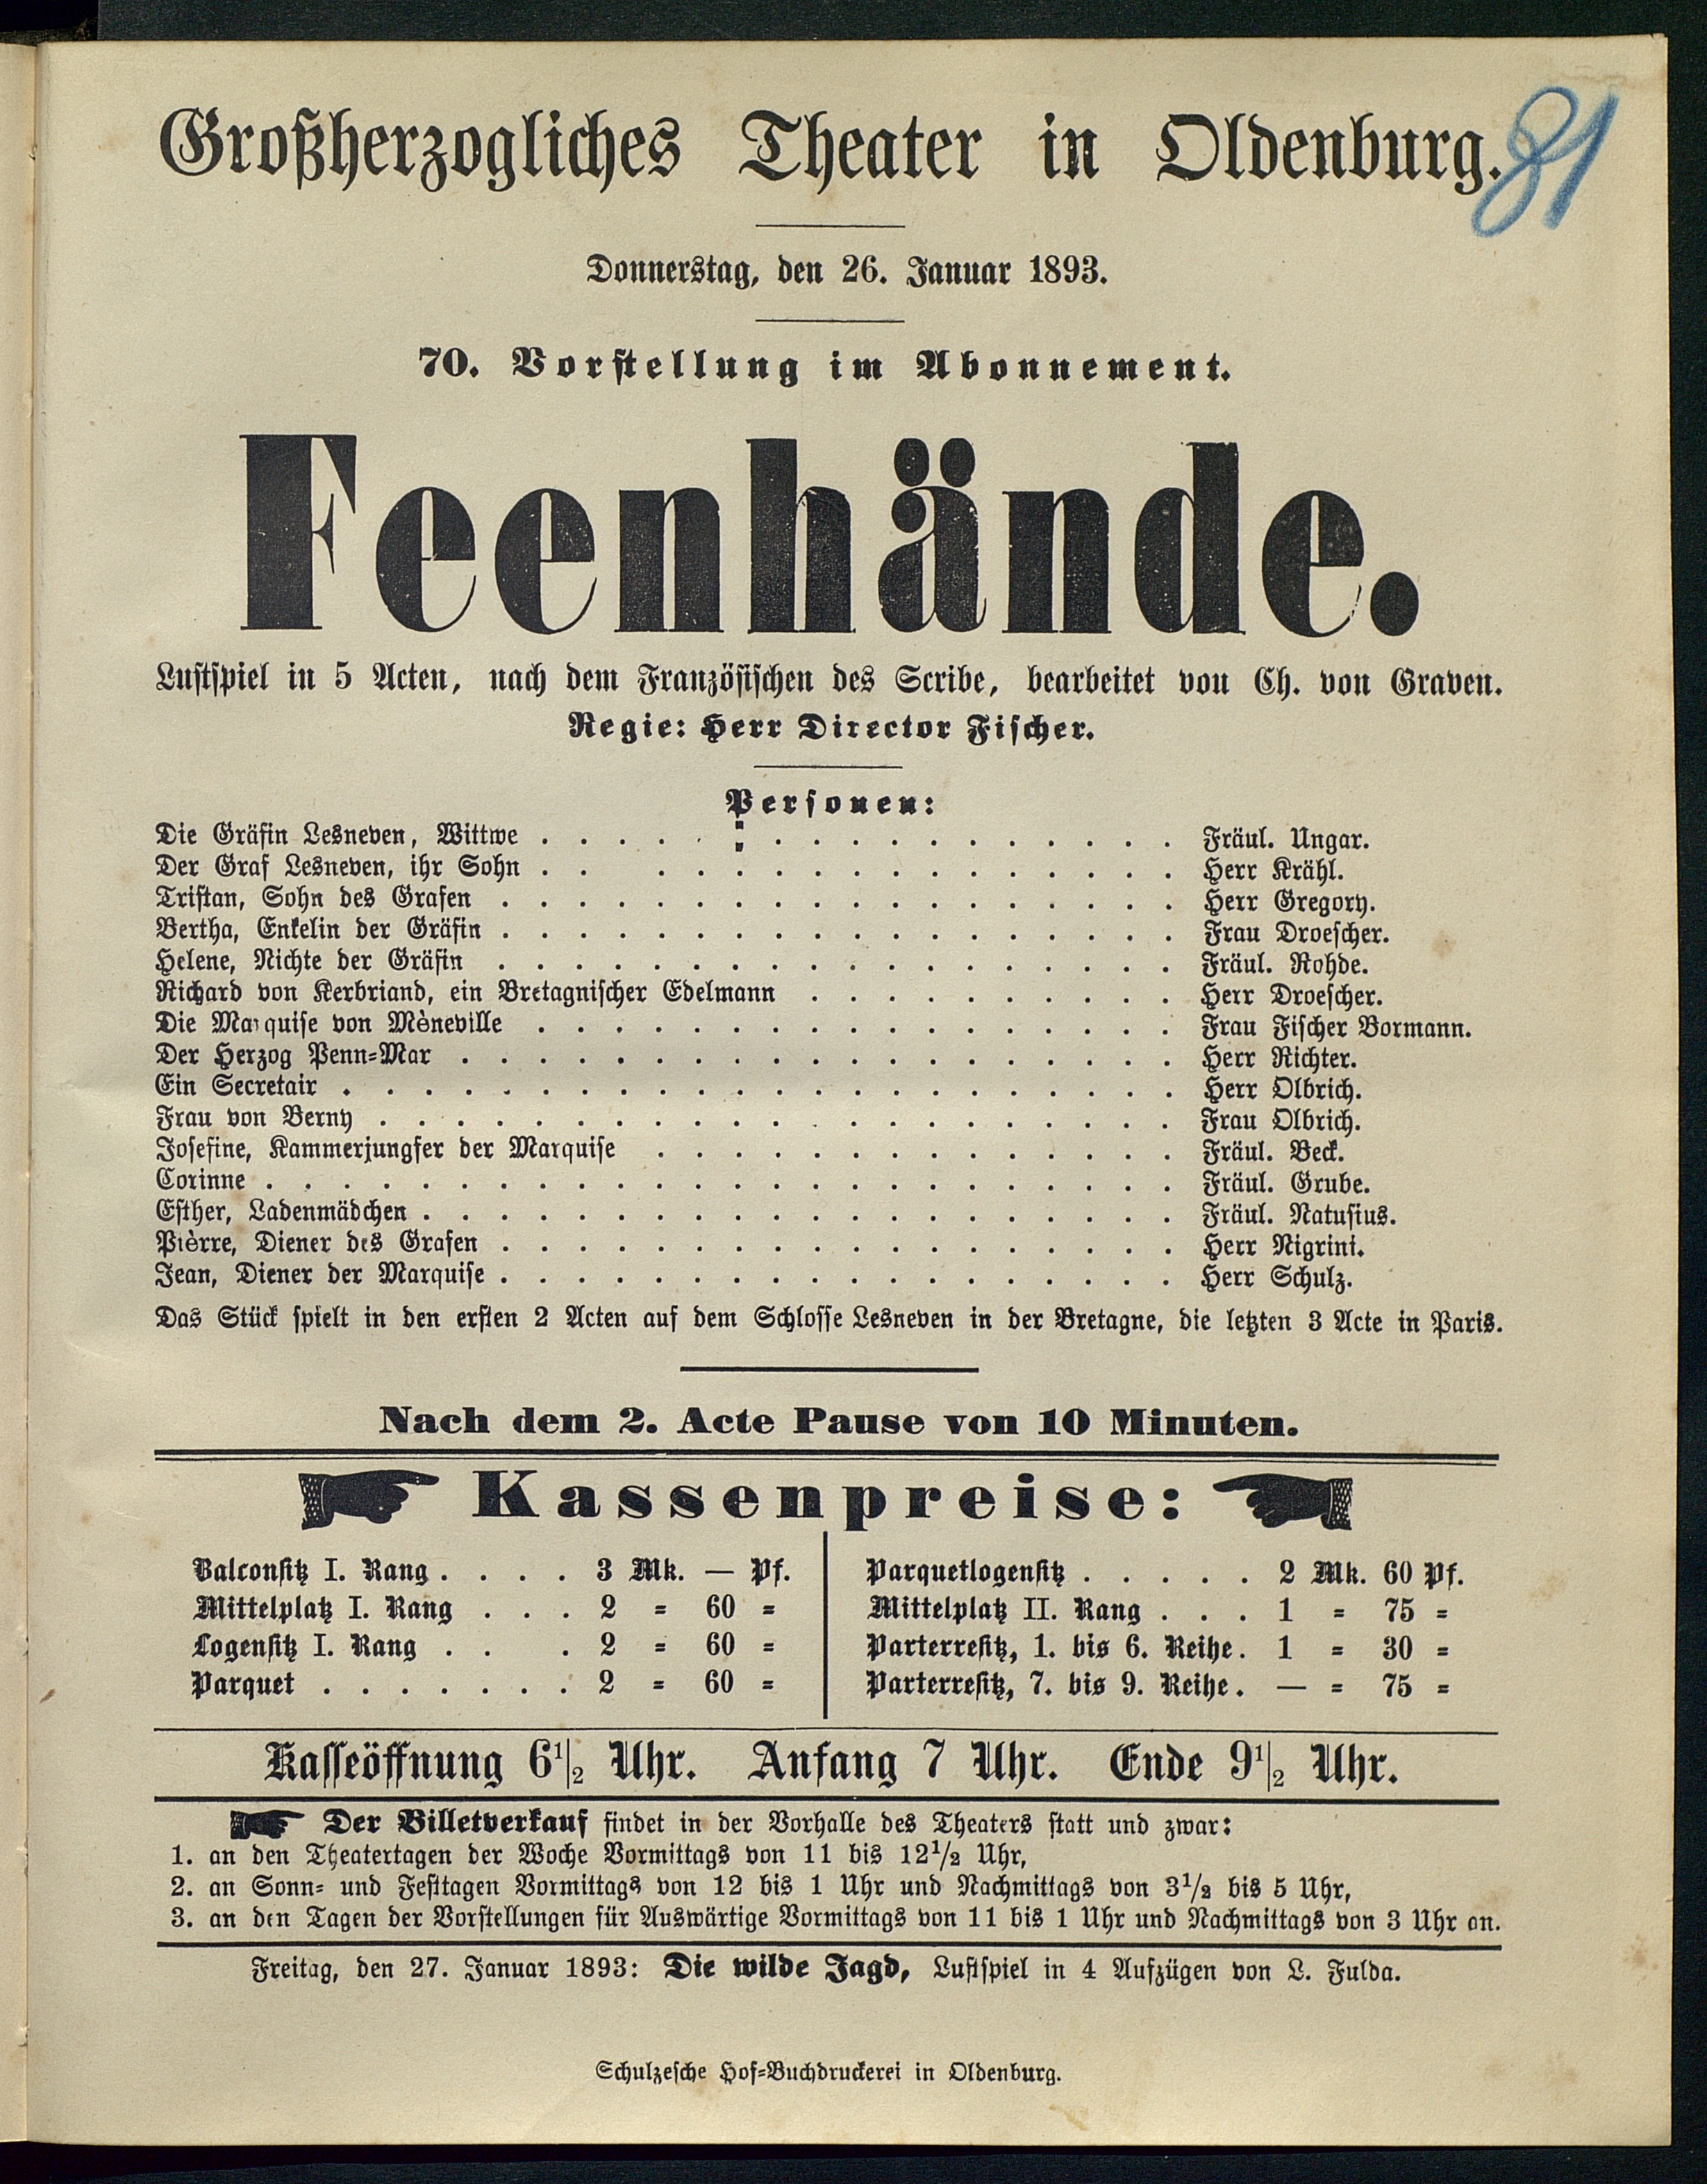 Großherzogliches Theater in Oldenburg.
81
Donnerstag, den 26. Januar 1893.
70. Vorstellung im Abonnement.
Feenhände.
Lustspiel in 5 Acten, nach dem Französischen des Scribe, bearbeitet von Ch. von Graven.
Regie: Herr Director Fischer.
Personen:
Die Gräfin Lesneven, Wittwe . . . . . . . . . . . . . . . . Fräul. Ungar.
Der Graf Lesneven, ihr Sohn . . . . . . . . . . . . . . . . Herr Krähl.
Tristan, Sohn des Grafen . . . . . . . . . . . . . . . . . . Herr Gregory.
Bertha, Enkelin der Gräfin . . . . . . . . . . . . . . . . . . Frau Droescher.
Helene, Nichte der Gräfin . . . . . . . . . . . . . . . . . . Fräul. Rohde.
Richard von Kerbriand, ein Bretagnischer Edelmann . . . . . . . . . . Herr Droescher.
Die Marquise von Mèneville . . . . . . . . . . . . . . . . . Frau Fischer Bormann.
Der Herzog Penn-Mar . . . . . . . . . . . . . . . . . . . Herr Richter.
Ein Secretair . . . . . . . . . . . . . . . . . . . . . . Herr Olbrich.
Frau von Berny . . . . . . . . . . . . . . . . . . . . . Frau Olbrich.
Josefine, Kammerjungfer der Marquise . . . . . . . . . . . . . . Fräul. Beck.
Corinne . . . . . . . . . . . . . . . . . . . . . . . . Fräul. Grube.
Esther, Ladenmädchen . . . . . . . . . . . . . . . . . . . . Fräul. Natusius.
Pièrre, Diener des Grafen . . . . . . . . . . . . . . . . . . Herr Nigrini.
Jean, Diener der Marquise . . . . . . . . . . . . . . . . . . Herr Schulz.
Das Stück spielt in den ersten 2 Acten auf dem Schlosse Lesneven in der Bretagne, die letzten 3 Acte in Paris.
Nach dem 2. Acte Pause von 10 Minuten.
Kassenpreise:
Balconsitz I. Rang . . . . 3 Mk. — Pf.
Mittelplatz I. Rang . . . 2 = 60 =
Logensitz I. Rang . . . 2 = 60 =
Parquet . . . . . . . 2 = 60 =
Parquetlogensitz . . . . . 2 Mk. 60 Pf.
Mittelplatz II. Rang . . . 1 = 75 =
Parterresitz, 1. bis 6. Reihe . 1 = 30 =
Parterresitz, 7. bis 9. Reihe . — = 75 =
Kasseöffnung 6½ Uhr. Anfang 7 Uhr. Ende 9½ Uhr.
Der Billetverkauf findet in der Vorhalle des Theaters statt und zwar:
1. an den Theatertagen der Woche Vormittags von 11 bis 12½ Uhr,
2. an Sonn- und Festtagen Vormittags von 12 bis 1 Uhr und Nachmittags von 3½ bis 5 Uhr,
3. an den Tagen der Vorstellungen für Auswärtige Vormittags von 11 bis 1 Uhr und Nachmittags von 3 Uhr an.
Freitag, den 27. Januar 1893: Die wilde Jagd, Lustspiel in 4 Aufzügen von L. Fulda.
Schulzesche Hof-Buchdruckerei in Oldenburg.